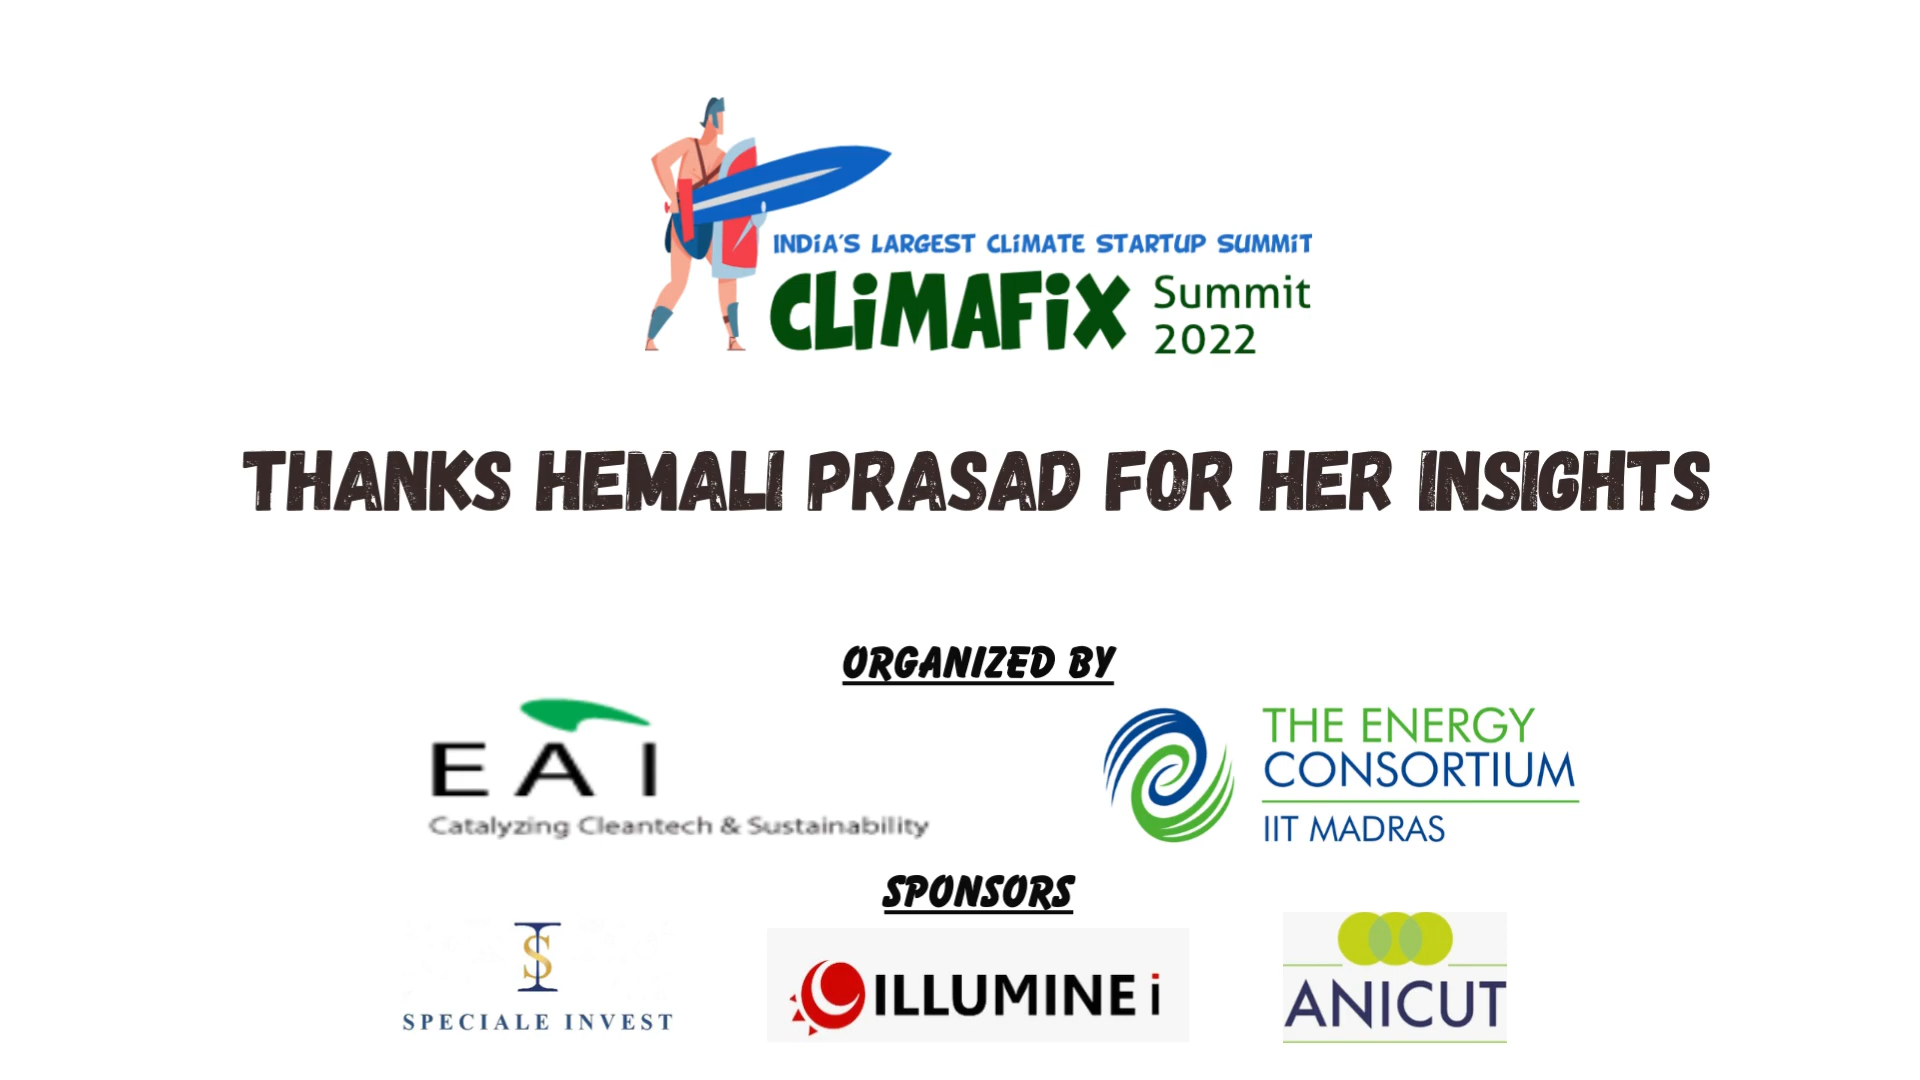 INDiA'S LARGEST CLiMATE STARTUP SUMMiT
CLiMAFiX Summit 2022
THANKS HEMALI PRASAD FOR HER INSIGHTS
ORGANIZED BY
EAI
Catalyzing Cleantech & Sustainability
THE ENERGY
CONSORTIUM
IIT MADRAS
SPONSORS
SPECIALE INVEST
ILLUMINE i
ANICUT